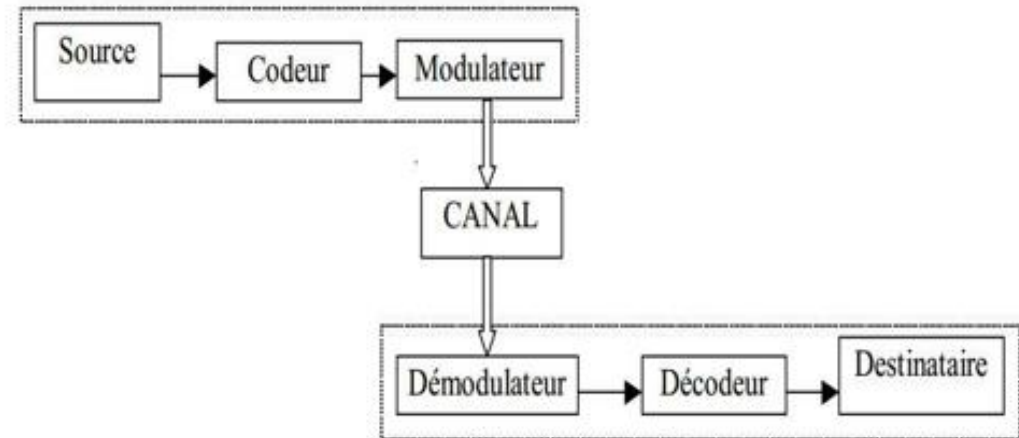 Source
Codeur
Modulateur
CANAL
Démodulateur
Décodeur
Destinataire